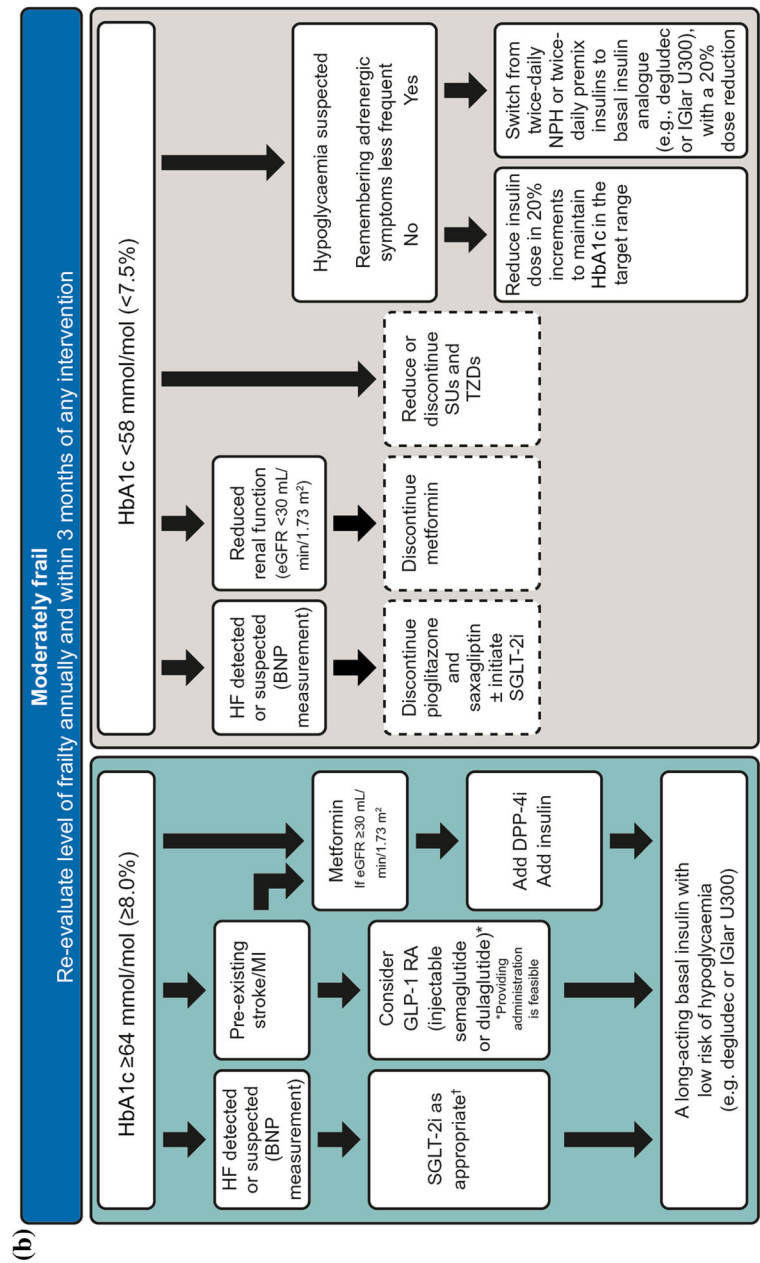 (b)
Moderately frail
Re-evaluate level of frailty annually and within 3 months of any intervention
HbA1c ≥64 mmol/mol (≥8.0%)
HF detected
or suspected
(BNP
measurement)
SGLT-2i as
appropriate†
Pre-existing
stroke/MI
Consider
GLP-1 RA
(injectable
semaglutide
or dulaglutide)*
*Providing
administration
is feasible
Metformin
If eGFR ≥30 mL/
min/1.73 m²
Add DPP-4i
Add insulin
A long-acting basal insulin with
low risk of hypoglycaemia
(e.g. degludec or IGlar U300)
HbA1c <58 mmol/mol (<7.5%)
HF detected
or suspected
(BNP
measurement)
Discontinue
pioglitazone
and
saxagliptin
± initiate
SGLT-2i
Reduced
renal function
(eGFR <30 mL/
min/1.73 m²)
Discontinue
metformin
Reduce or
discontinue
SUs and
TZDs
Hypoglycaemia suspected
Remembering adrenergic
symptoms less frequent
No Yes
Reduce insulin
dose in 20%
increments
to maintain
HbA1c in the
target range
Switch from
twice-daily
NPH or twice-
daily premix
insulins to
basal insulin
analogue
(e.g., degludec
or IGlar U300),
with a 20%
dose reduction